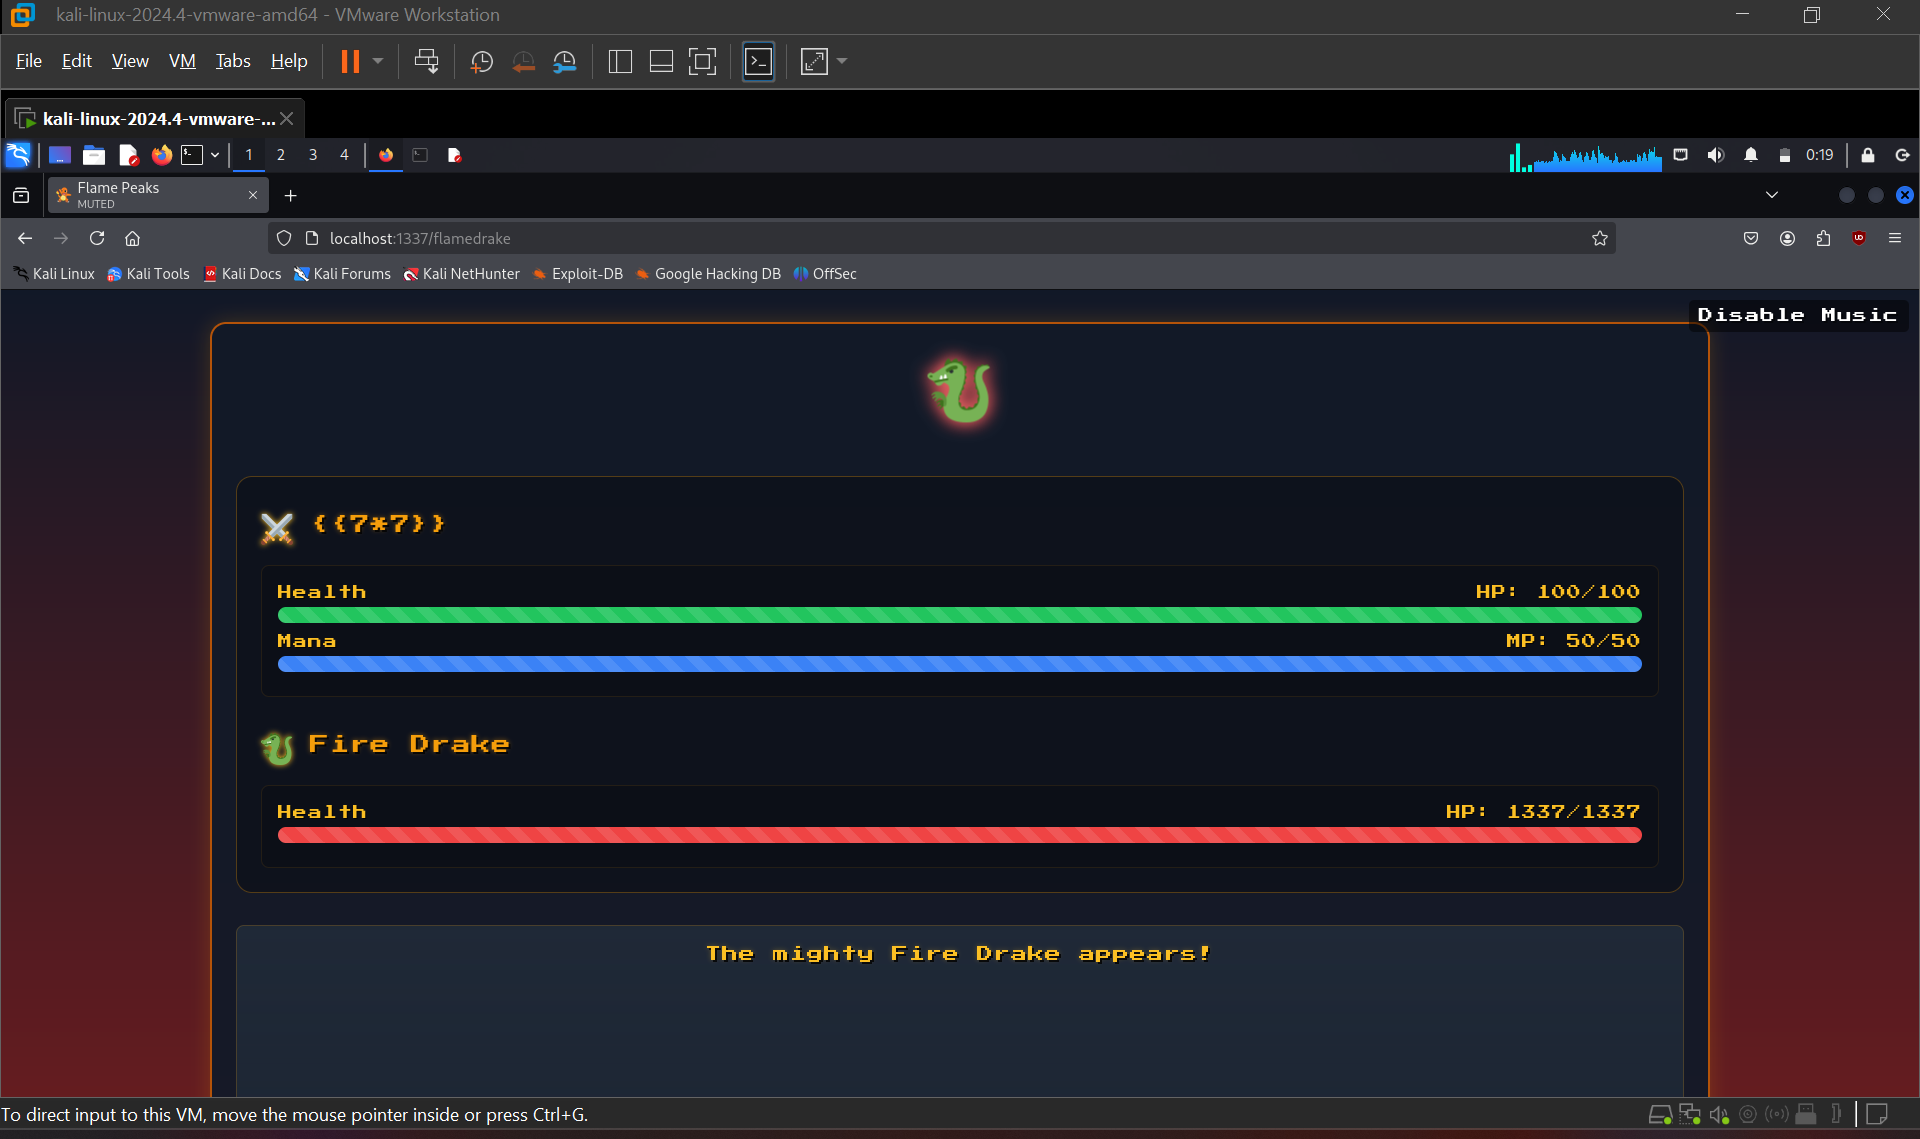 kali-linux-2024.4-vmware-amd64 - VMware Workstation
File Edit View VM Tabs Help
kali-linux-2024.4-vmware-...
1 2 3 4
0:19
Flame Peaks
MUTED
localhost:1337/flamedrake
Kali Linux Kali Tools Kali Docs Kali Forums Kali NetHunter Exploit-DB Google Hacking DB OffSec
Disable Music
{{7*7}}
Health HP: 100/100
Mana MP: 50/50
Fire Drake
Health HP: 1337/1337
The mighty Fire Drake appears!
To direct input to this VM, move the mouse pointer inside or press Ctrl+G.